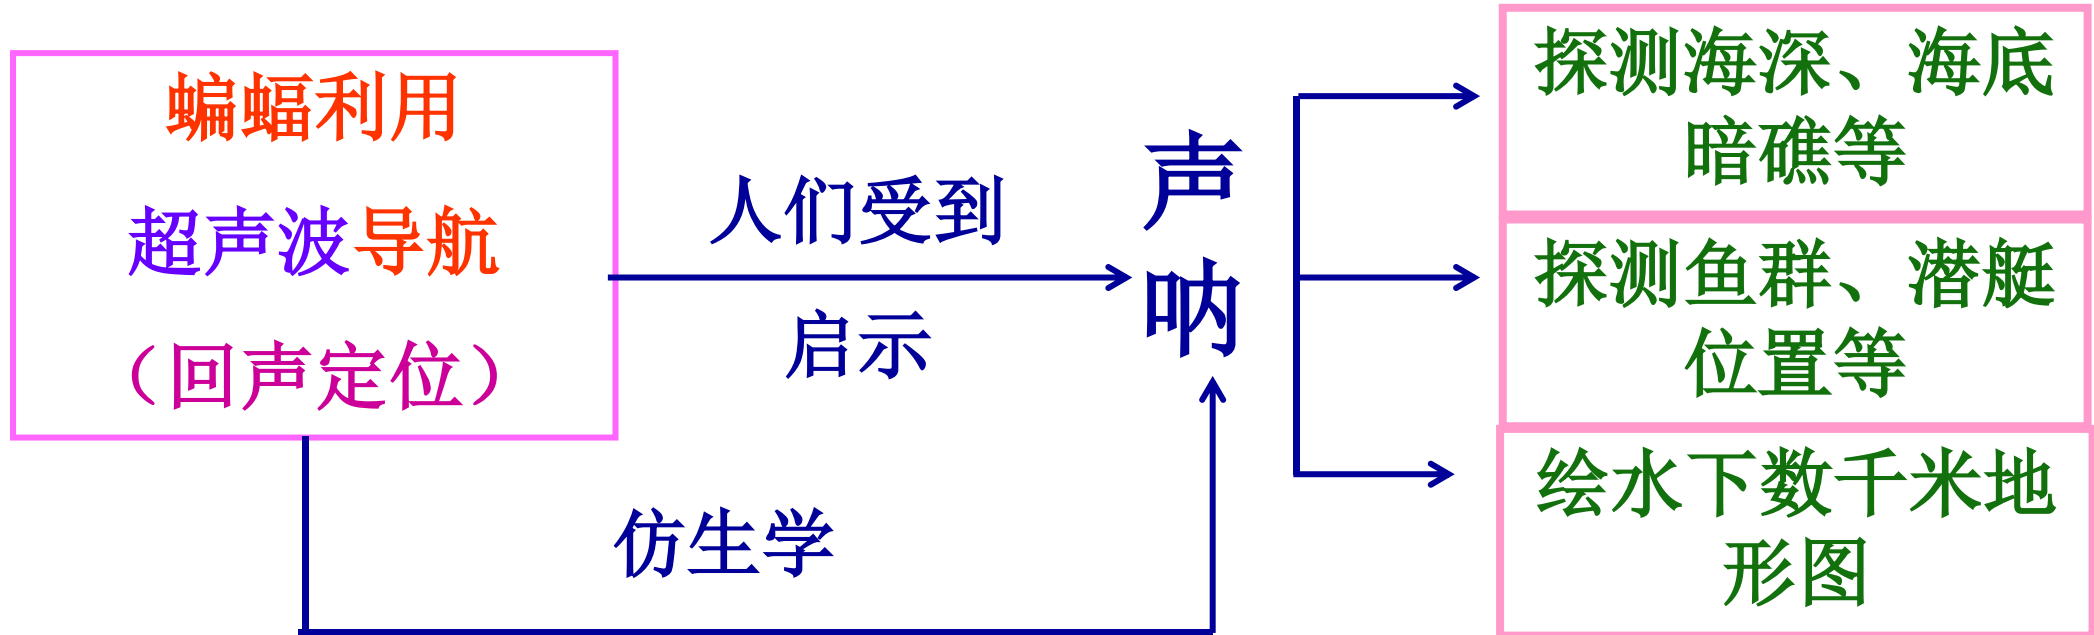 蝙蝠利用
超声波导航
（回声定位）
人们受到
启示
仿生学
声
呐
探测海深、海底
暗礁等
探测鱼群、潜艇
位置等
绘水下数千米地
形图